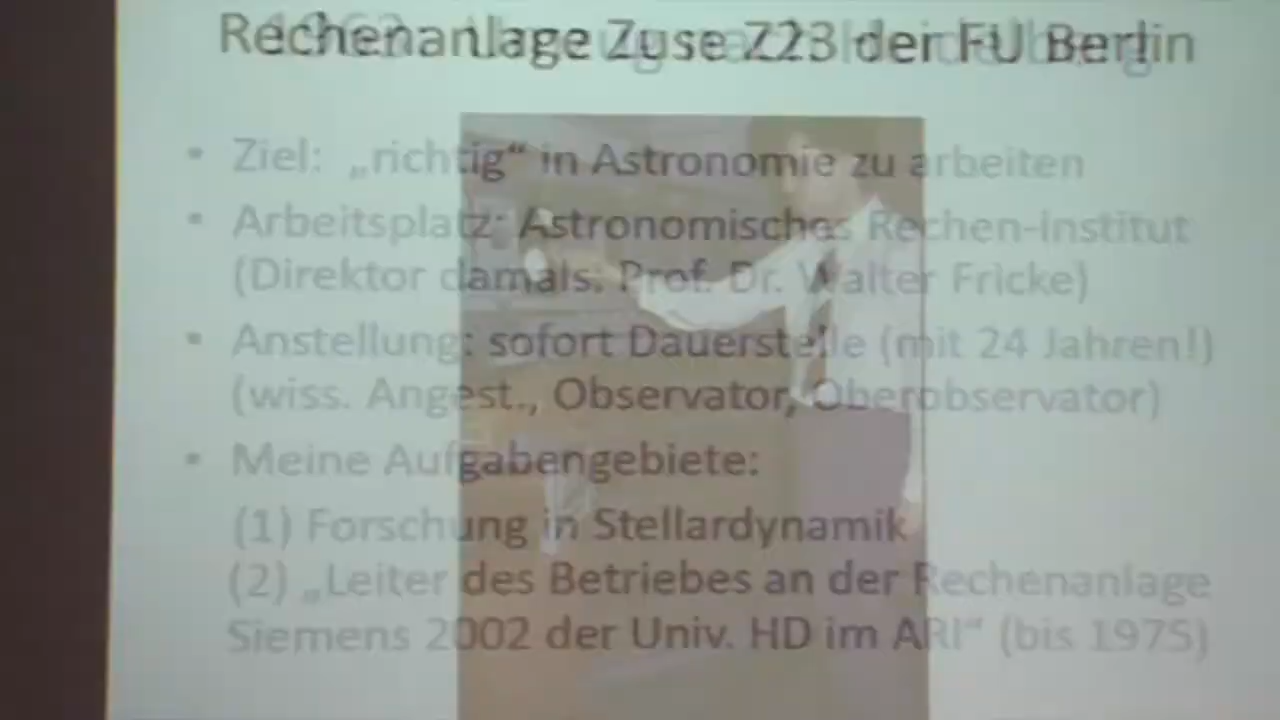 Rechenanlage Zuse Z23 der FU Berlin
• Ziel: „richtig“ in Astronomie zu arbeiten
• Arbeitsplatz: Astronomisches Rechen-Institut
(Direktor damals: Prof. Dr. Walter Fricke)
• Anstellung: sofort Dauerstelle (mit 24 Jahren!)
(wiss. Angest., Observator, Oberobservator)
• Meine Aufgabengebiete:
(1) Forschung in Stellardynamik
(2) „Leiter des Betriebes an der Rechenanlage
Siemens 2002 der Univ. HD im ARI“ (bis 1975)